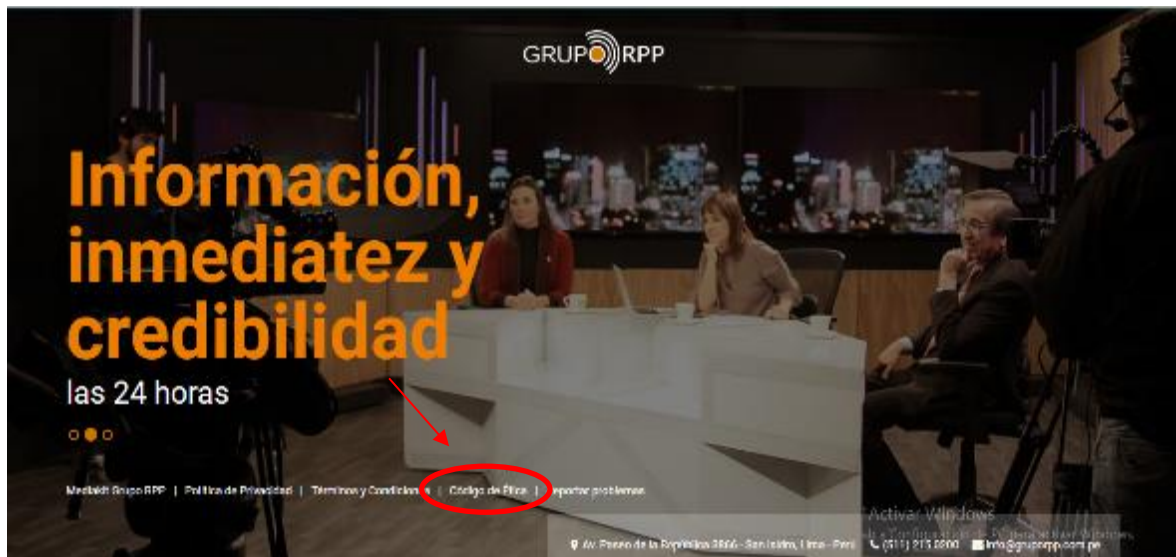 GRUPO RPP
Información,
inmediatez y
credibilidad
las 24 horas
Mediakit Grupo RPP | Política de Privacidad | Términos y Condiciones | Código de Ética | Reportar problemas
Activar Windows
Av. Paseo de la República 3866 - San Isidro, Lima - Perú (511) 215 0200 info@gruporpp.com.pe